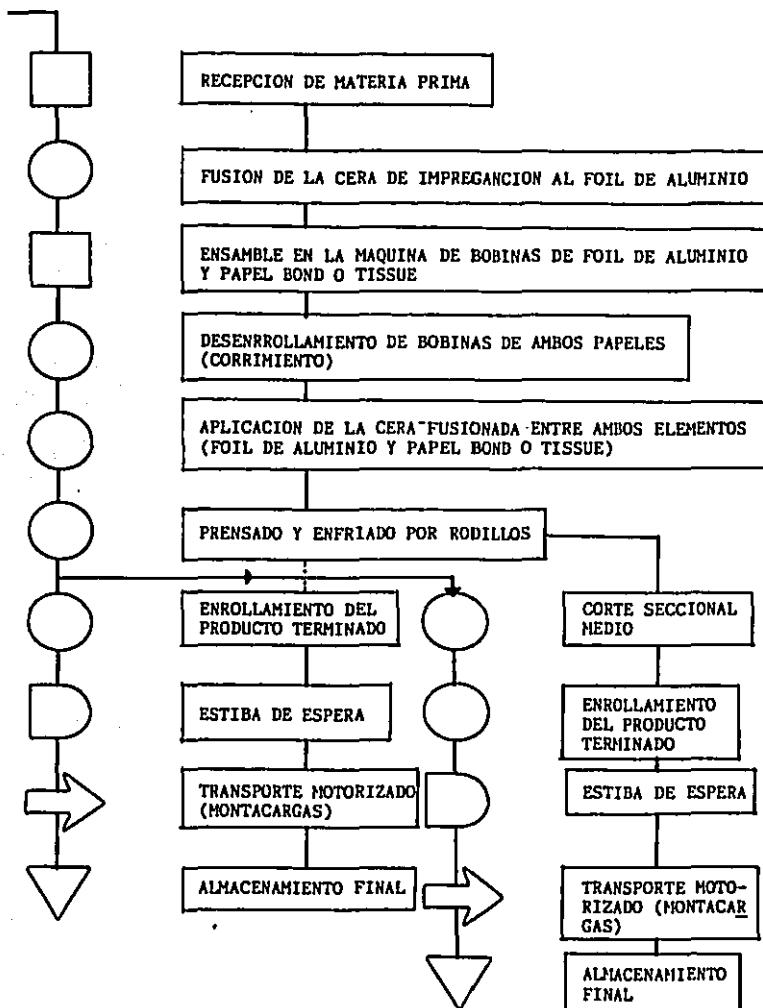 RECEPCION DE MATERIA PRIMA
FUSION DE LA CERA DE IMPREGANCION AL FOIL DE ALUMINIO
ENSAMBLE EN LA MAQUINA DE BOBINAS DE FOIL DE ALUMINIO
Y PAPEL BOND O TISSUE
DESENRROLLAMIENTO DE BOBINAS DE AMBOS PAPELES
(CORRIMIENTO)
APLICACION DE LA CERA FUSIONADA ENTRE AMBOS ELEMENTOS
(FOIL DE ALUMINIO Y PAPEL BOND O TISSUE)
PRENSADO Y ENFRIADO POR RODILLOS
ENROLLAMIENTO DEL
PRODUCTO TERMINADO
ESTIBA DE ESPERA
TRANSPORTE MOTORIZADO
(MONTACARGAS)
ALMACENAMIENTO FINAL
CORTE SECCIONAL
MEDIO
ENROLLAMIENTO
DEL PRODUCTO
TERMINADO
ESTIBA DE ESPERA
TRANSPORTE MOTO-
RIZADO (MONTACAR
GAS)
ALMACENAMIENTO
FINAL